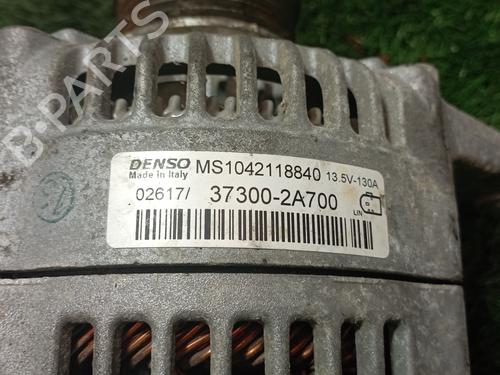 B-PARTS
DENSO MS1042118840 13.5V-130A
Made in Italy
02617/ 37300-2A700
LIN